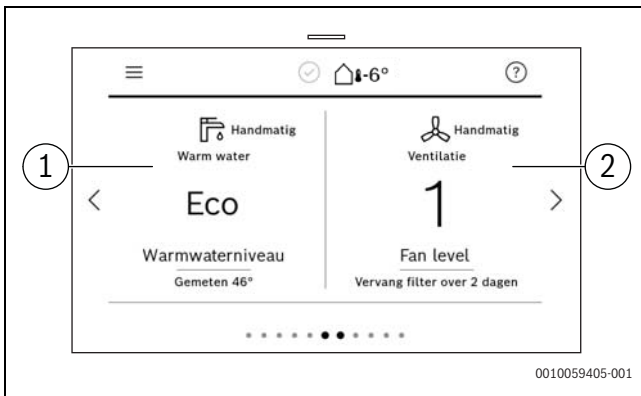 -6°
?
Handmatig
Warm water
Eco
Warmwaterniveau
Gemeten 46°
Handmatig
Ventilatie
1
Fan level
Vervang filter over 2 dagen
1
2
0010059405-001